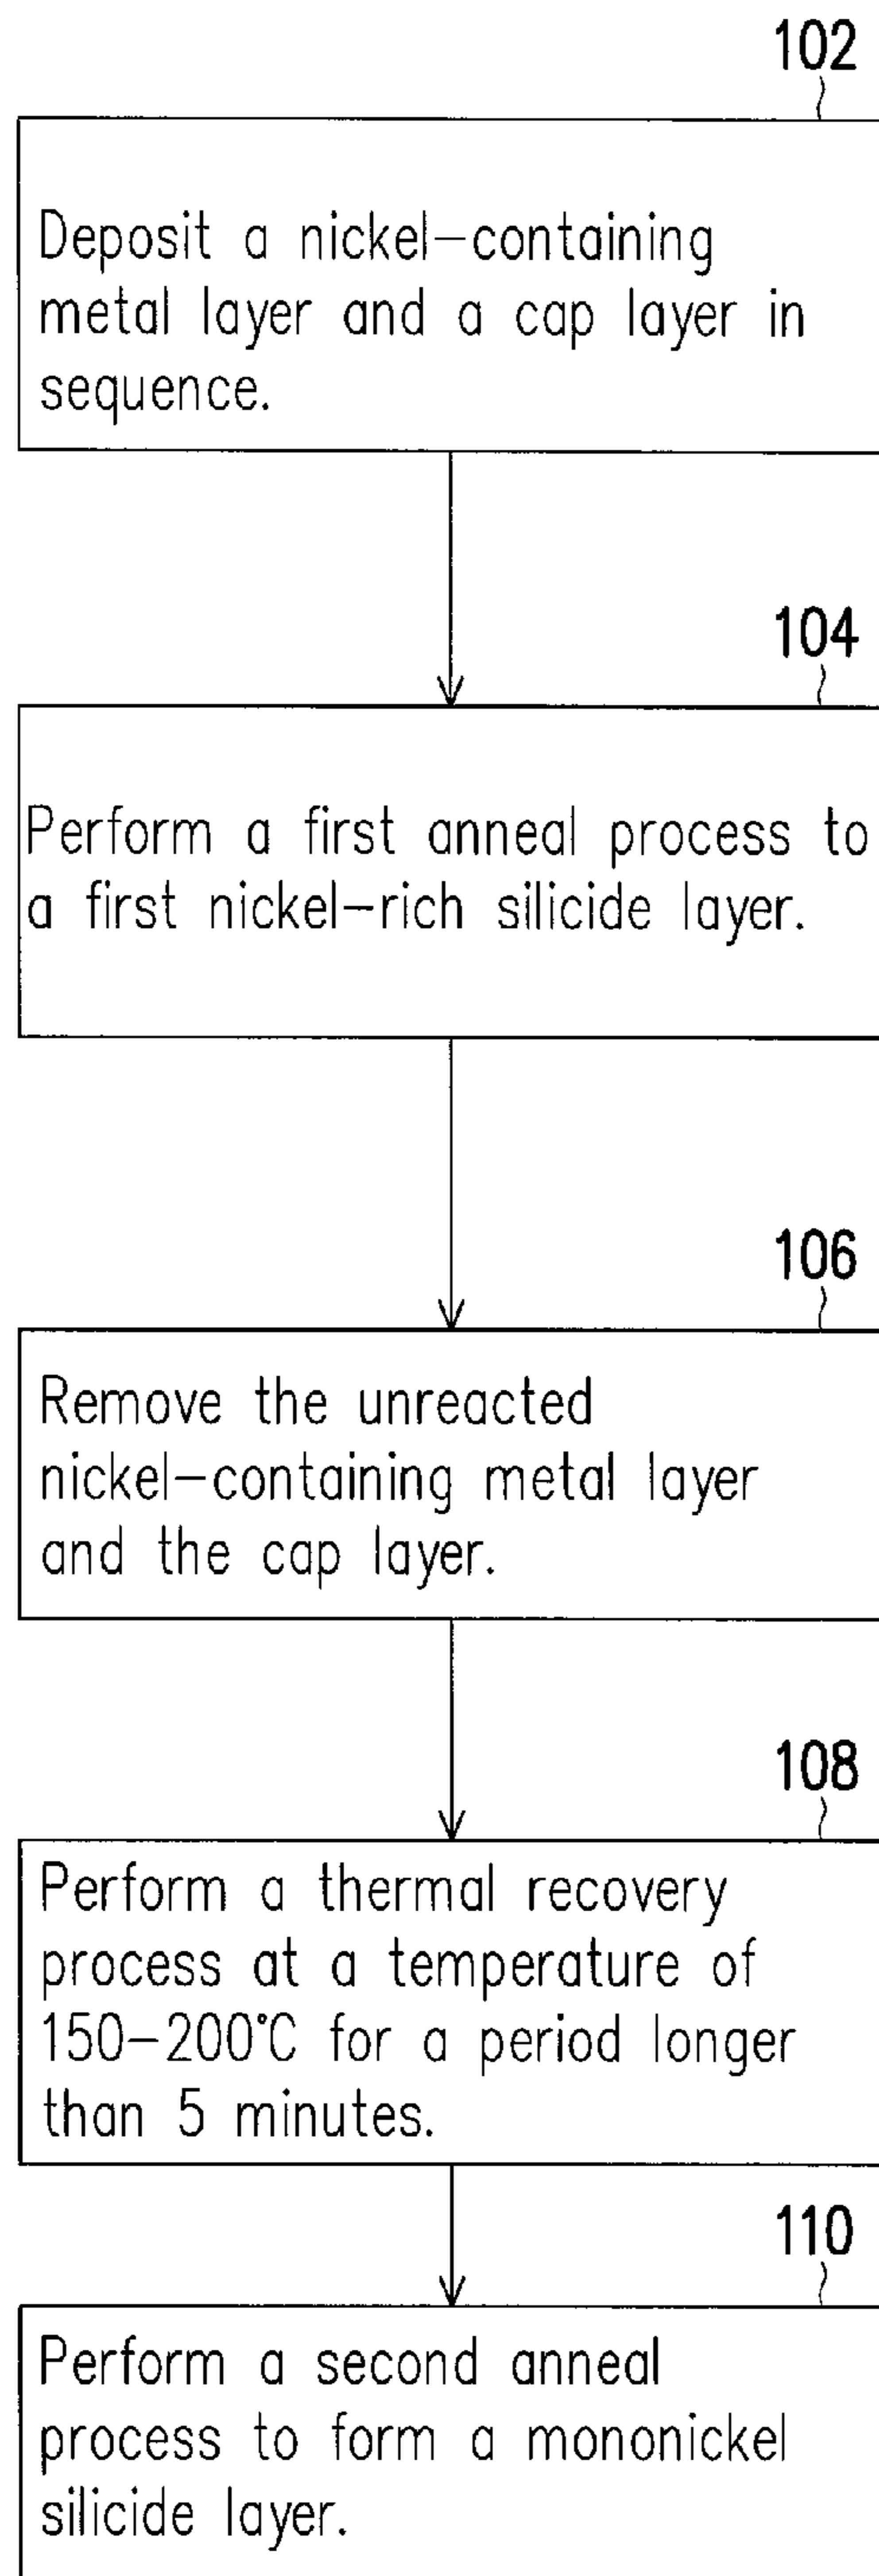 102
Deposit a nickel-containing
metal layer and a cap layer in
sequence.
104
Perform a first anneal process to
a first nickel-rich silicide layer.
106
Remove the unreacted
nickel-containing metal layer
and the cap layer.
108
Perform a thermal recovery
process at a temperature of
150-200℃ for a period longer
than 5 minutes.
110
Perform a second anneal
process to form a mononickel
silicide layer.